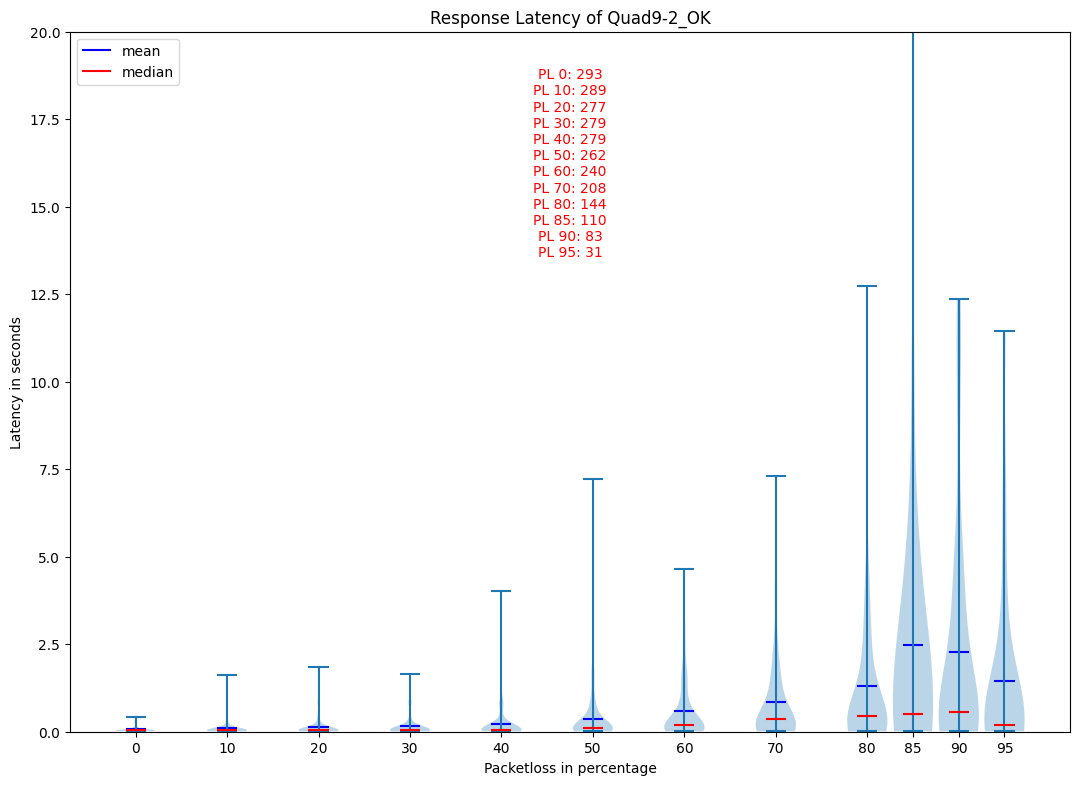 Response Latency of Quad9-2_OK
mean
median
PL 0: 293
PL 10: 289
PL 20: 277
PL 30: 279
PL 40: 279
PL 50: 262
PL 60: 240
PL 70: 208
PL 80: 144
PL 85: 110
PL 90: 83
PL 95: 31
Latency in seconds
20.0
17.5
15.0
12.5
10.0
7.5
5.0
2.5
0.0
0 10 20 30 40 50 60 70 80 85 90 95
Packetloss in percentage